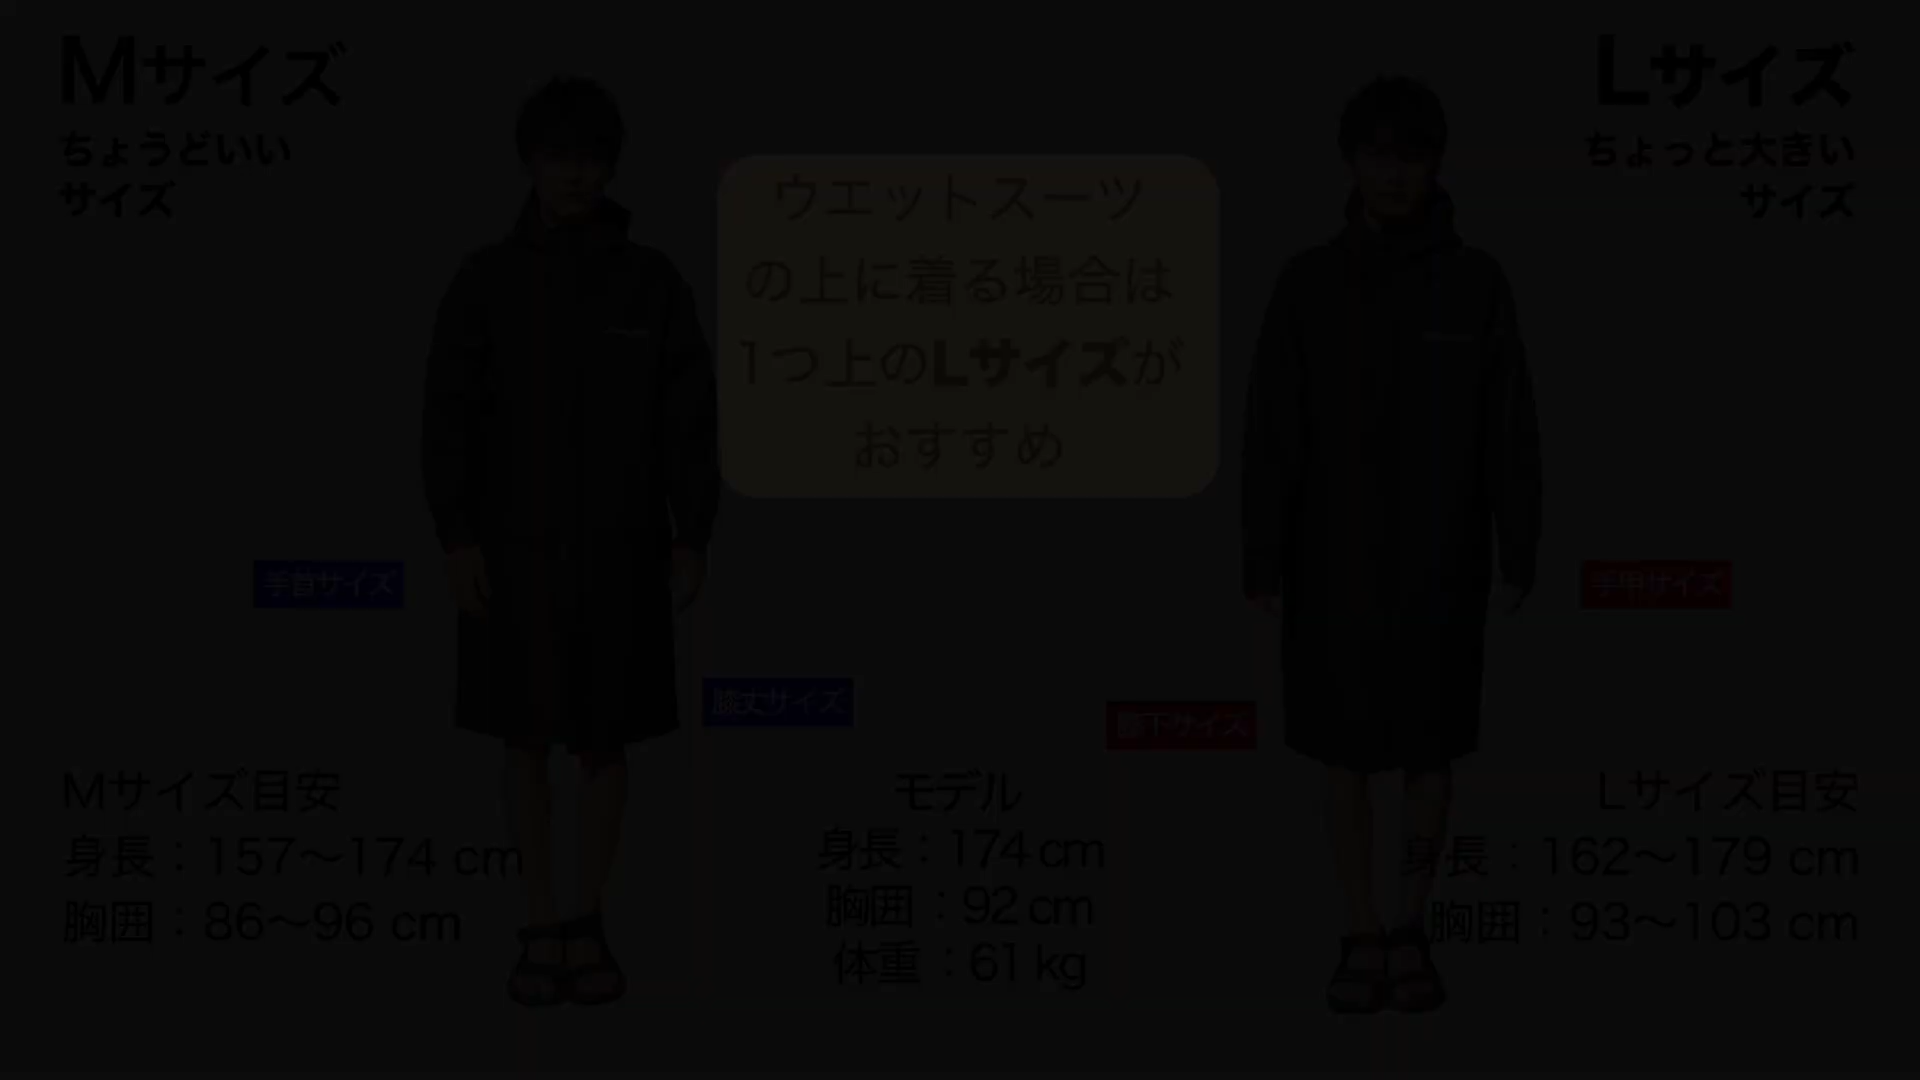 Mサイズ
ちょうどいい
サイズ
Lサイズ
ちょっと大きい
サイズ
ウエットスーツ
の上に着る場合は
1つ上のLサイズが
おすすめ
手首サイズ
手甲サイズ
膝丈サイズ
膝下サイズ
Mサイズ目安
身長：157〜174 cm
胸囲：86〜96 cm
モデル
身長：174 cm
胸囲：92 cm
体重：61 kg
Lサイズ目安
身長：162〜179 cm
胸囲：93〜103 cm